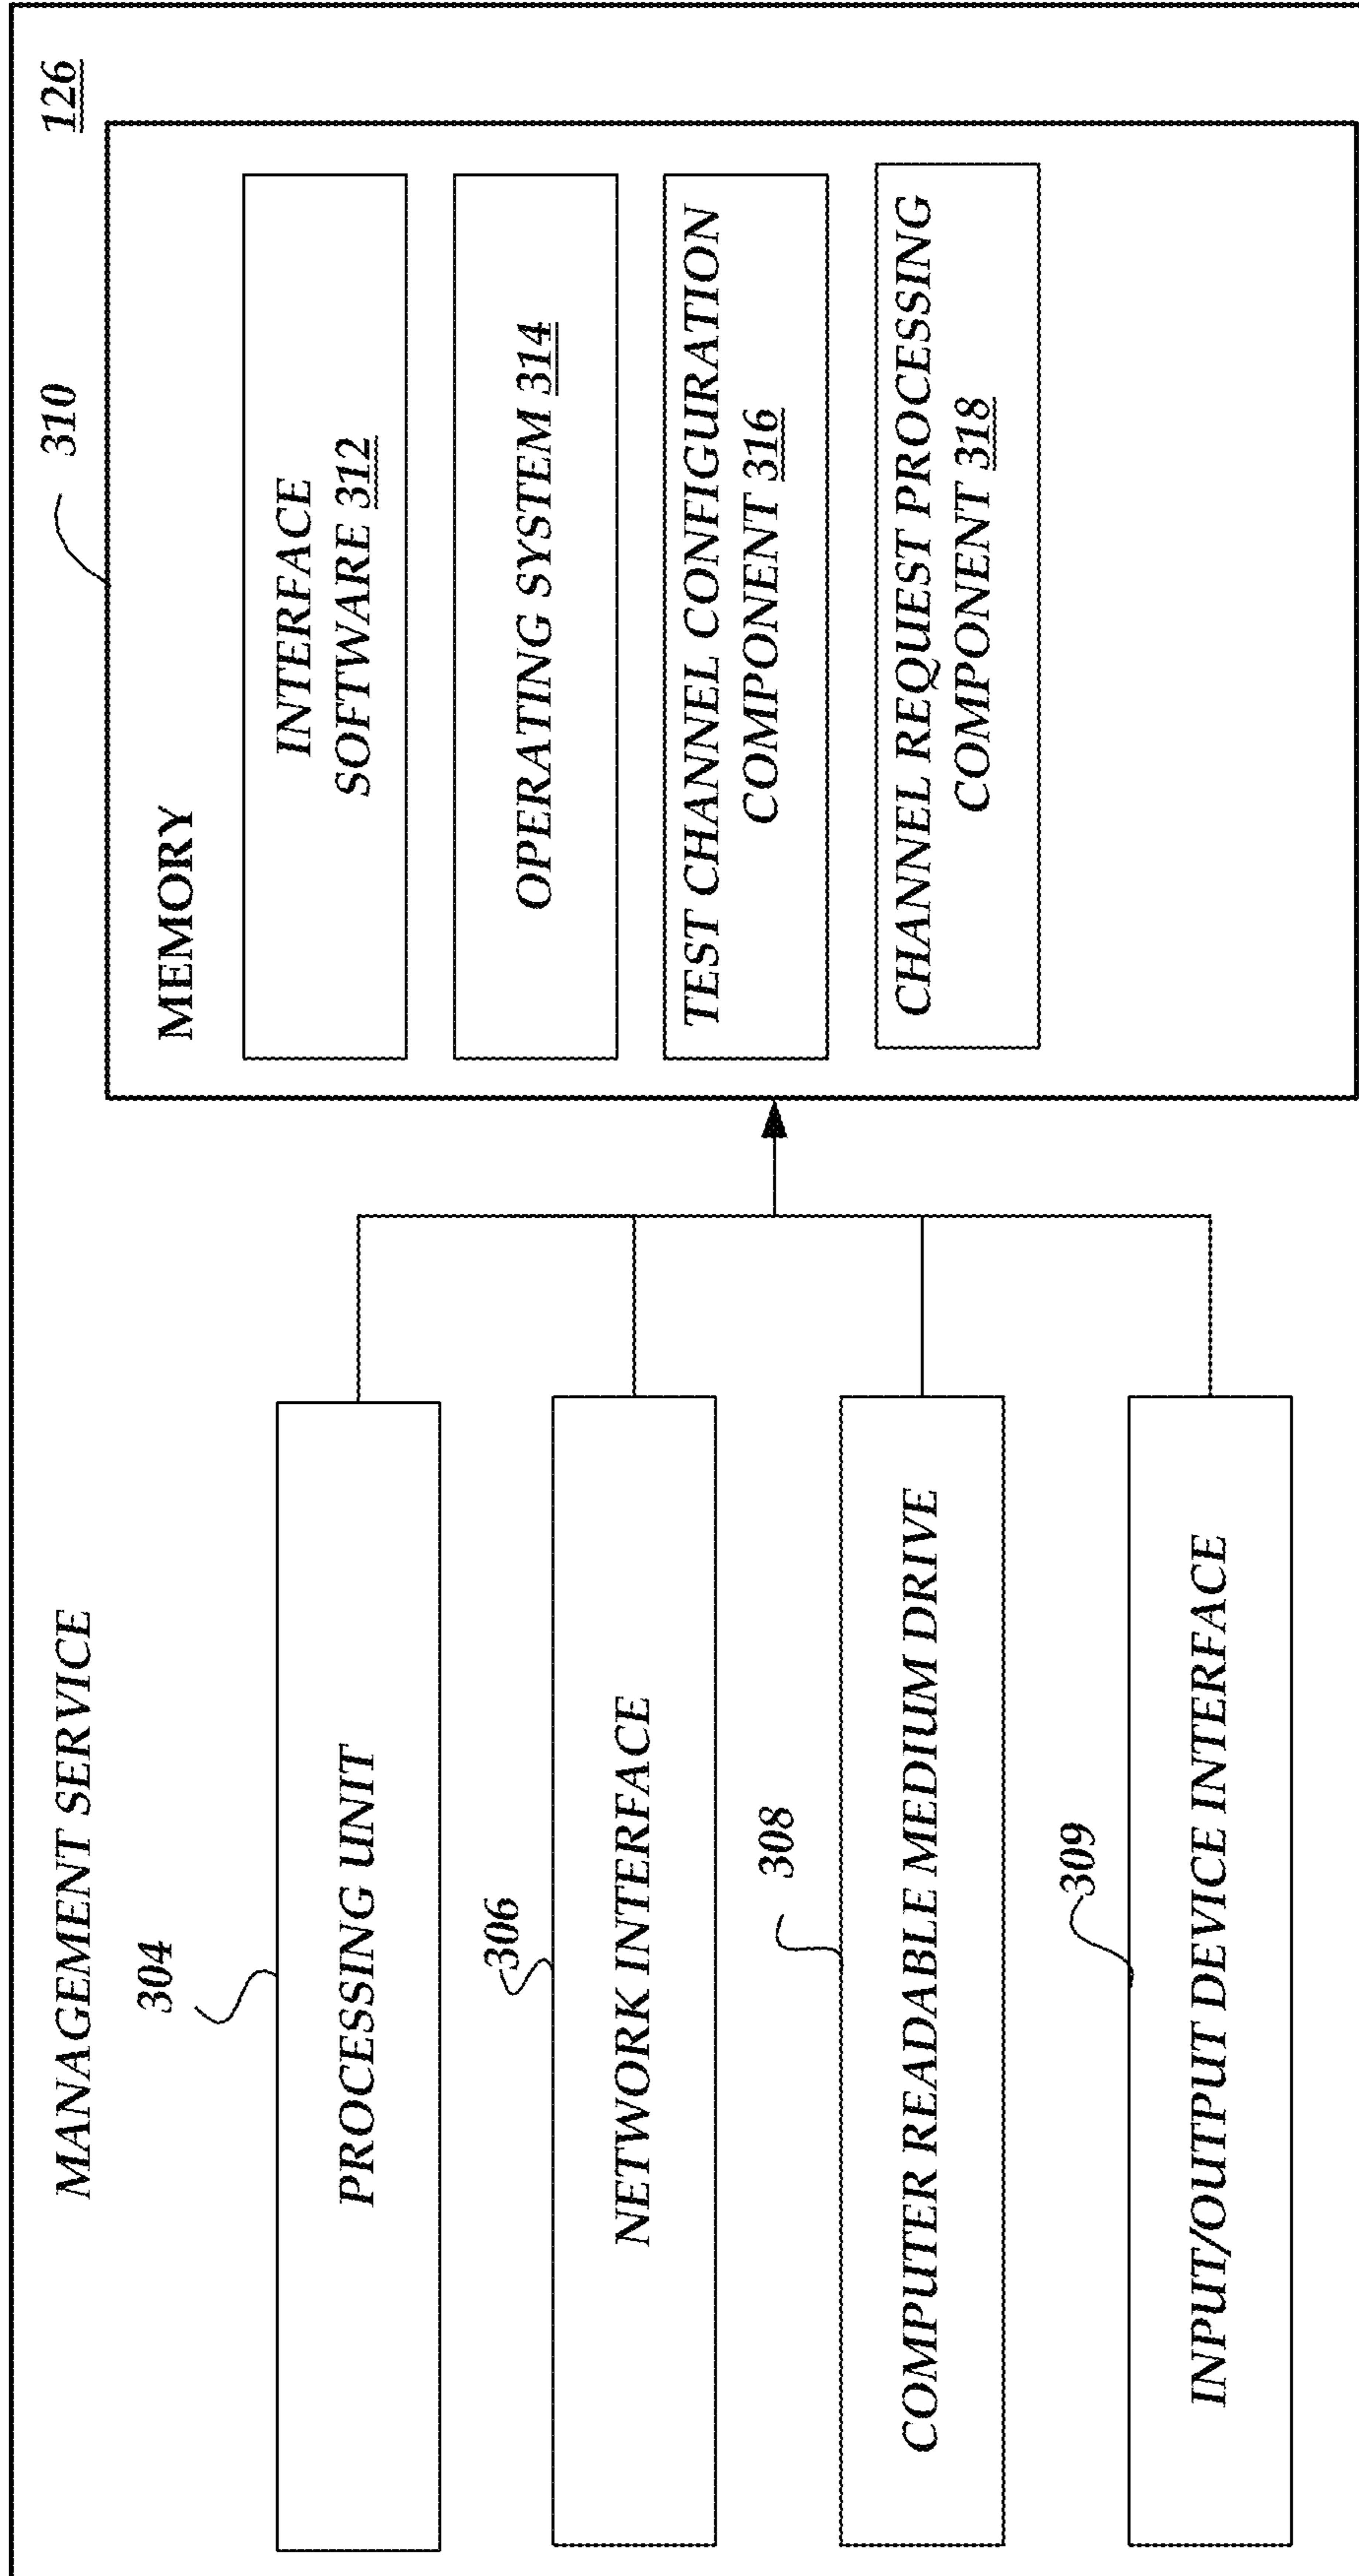 MANAGEMENT SERVICE
126
304
PROCESSING UNIT
306
NETWORK INTERFACE
308
COMPUTER READABLE MEDIUM DRIVE
309
INPUT/OUTPUT DEVICE INTERFACE
310
MEMORY
INTERFACE
SOFTWARE 312
OPERATING SYSTEM 314
TEST CHANNEL CONFIGURATION
COMPONENT 316
CHANNEL REQUEST PROCESSING
COMPONENT 318